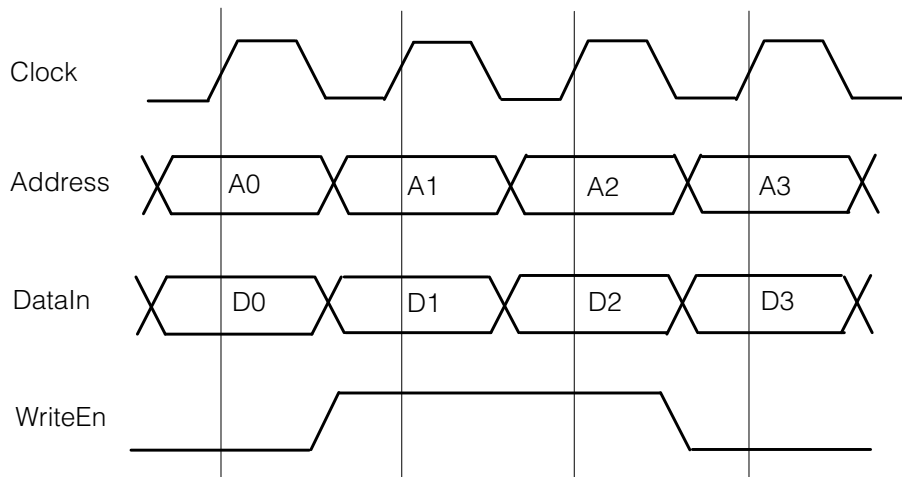 Clock
Address A0 A1 A2 A3
DataIn D0 D1 D2 D3
WriteEn